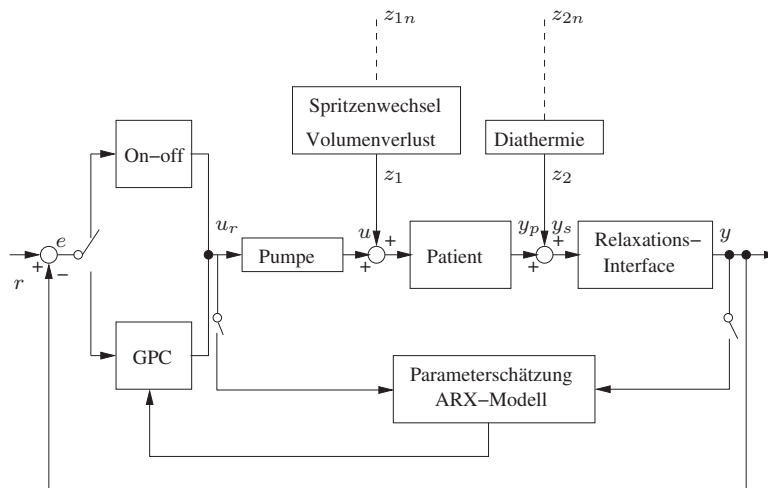 z1n
z2n
Spritzenwechsel
Volumenverlust
Diathermie
On−off
z1
z2
e
ur
u
yp
ys
y
+
−
r
Pumpe
+
+
Patient
+
+
Relaxations−
Interface
GPC
Parameterschätzung
ARX−Modell